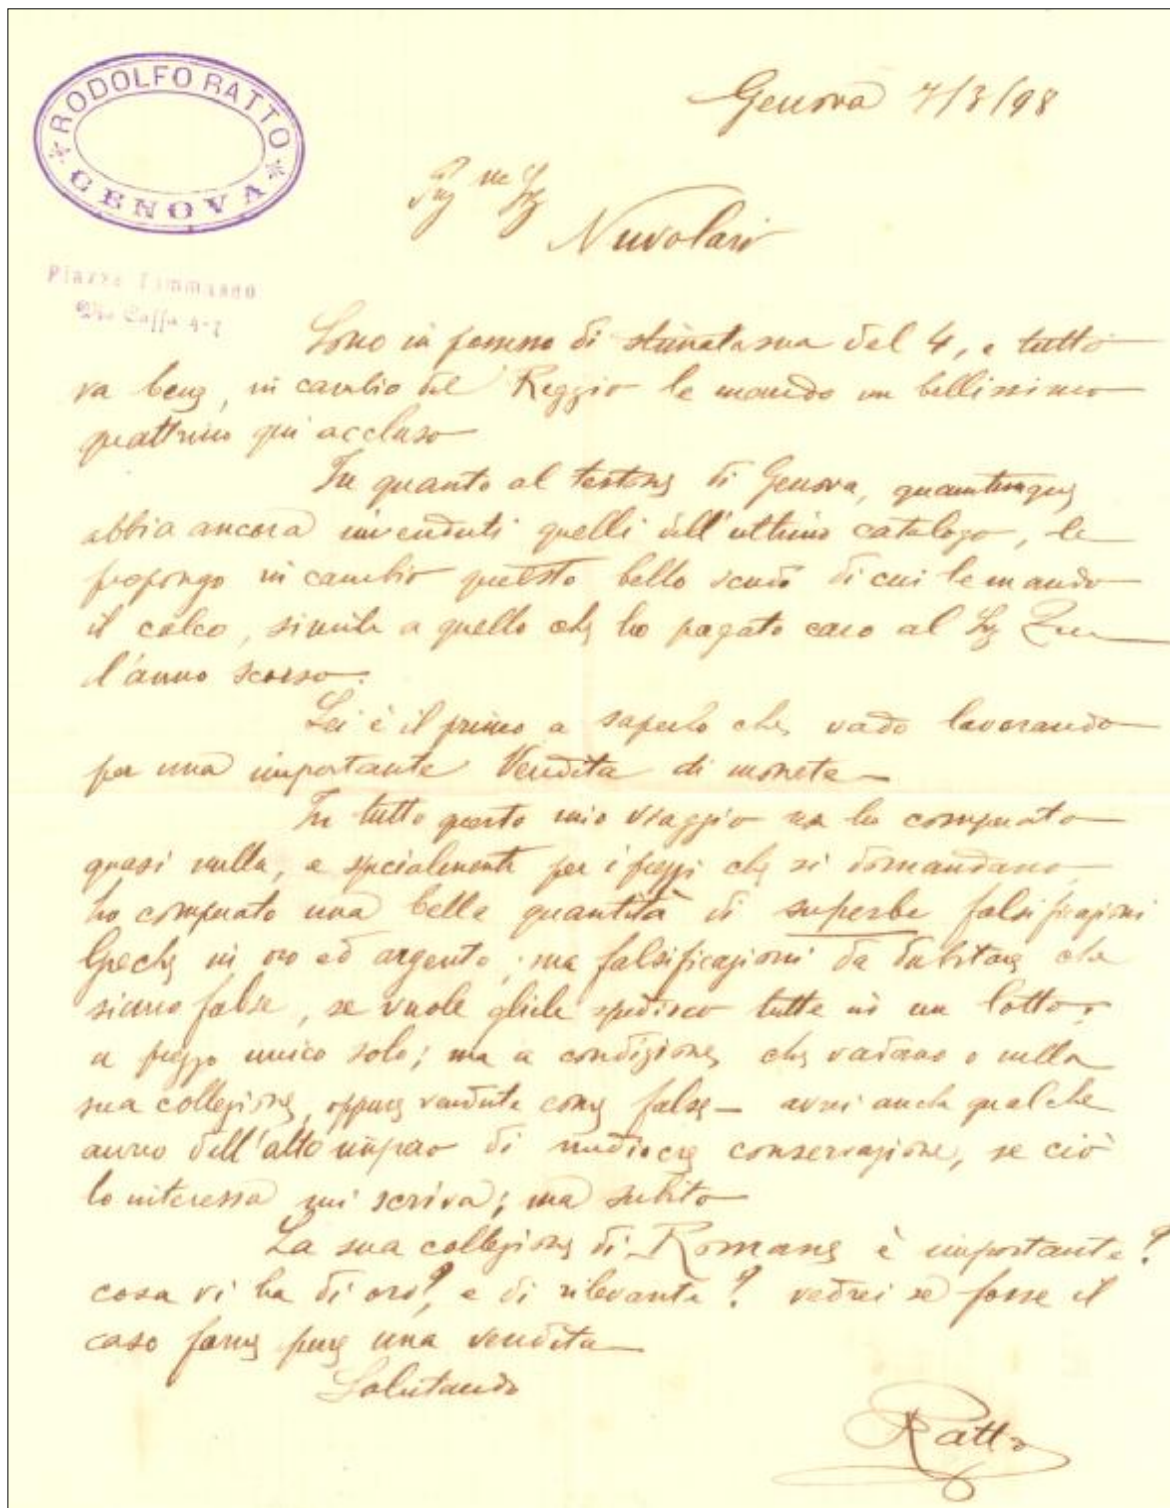 RODOLFO RATTO
GENOVA
Genova 7/3/98
Nuvolari
Piazza Tommaseo
Sono in possesso di stimata sua del 4, e tutto
va bene, in cambio del Reggio le mando un bellissimo
quattrino qui accluso
In quanto al testone di Genova, quantunque
abbia ancora invenduti quelli dell'ultimo catalogo, le
propongo in cambio questo bello scudo di cui le mando
il calco, simile a quello che ho pagato caro al Sig
l'anno scorso.
Lei è il primo a saperlo che vado lavorando
per una importante Vendita di monete
In tutto questo mio viaggio ho comprato
quasi nulla, e specialmente per i prezzi che si domandano
ho comprato una bella quantità di superbe falsificazioni
Greche in oro ed argento, ma falsificazioni da dubitare che
siano false, se vuole gliele spedisco tutte in un lotto
a prezzo unico solo; ma a condizione che vadano o nella
sua collezione, oppure vendute come false - avrei anche qualche
aureo dell'alto impero di mediocre conservazione, se ciò
lo interessa mi scriva; ma subito
La sua collezione di Romane è importante?
cosa vi ha di oro?, e di rilevante? vedrei se fosse il
caso farne pure una vendita
Salutando
Ratto